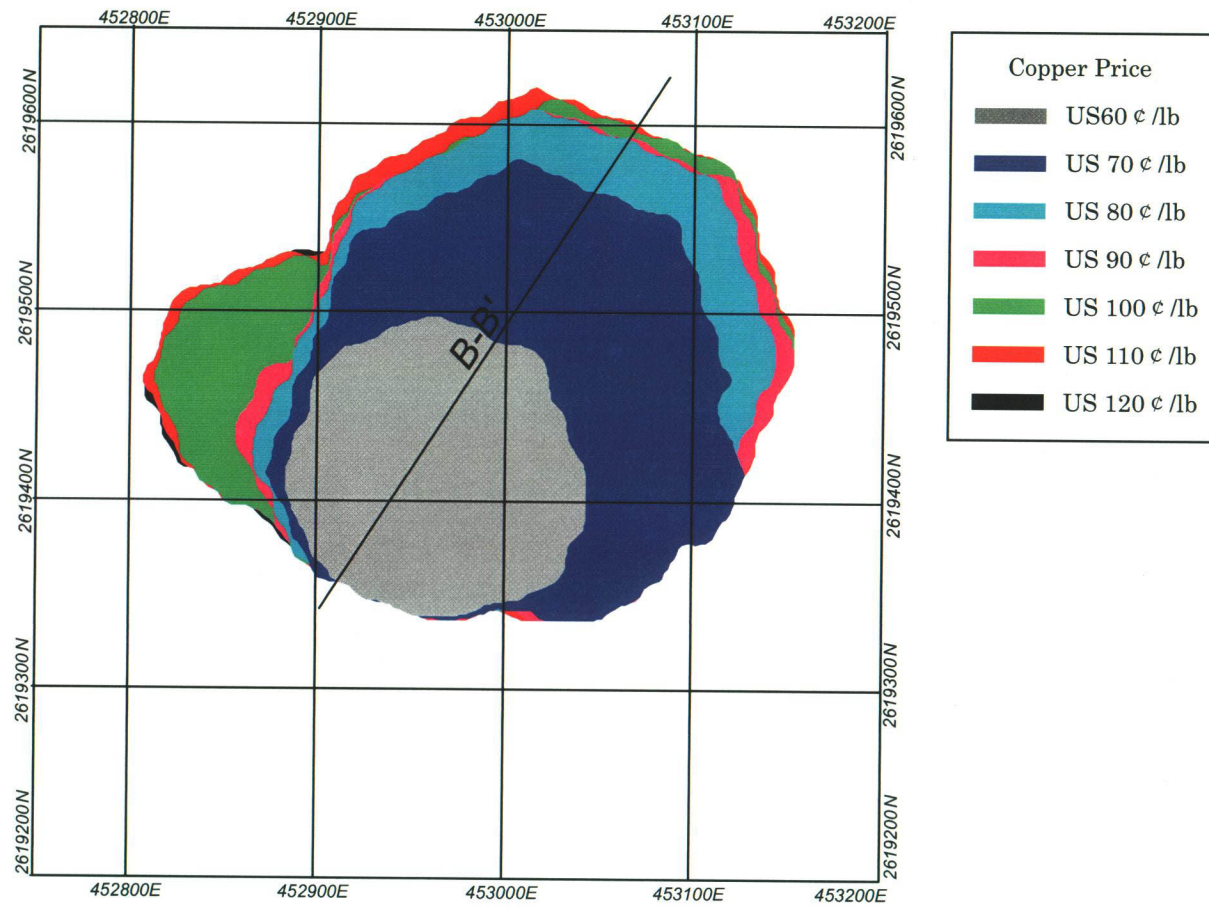 452800E 452900E 453000E 453100E 453200E
2619600N
2619500N
2619400N
2619300N
2619200N
2619600N
2619500N
2619400N
2619300N
2619200N
B-B'
452800E 452900E 453000E 453100E 453200E
Copper Price
US60 ¢ /lb
US 70 ¢ /lb
US 80 ¢ /lb
US 90 ¢ /lb
US 100 ¢ /lb
US 110 ¢ /lb
US 120 ¢ /lb